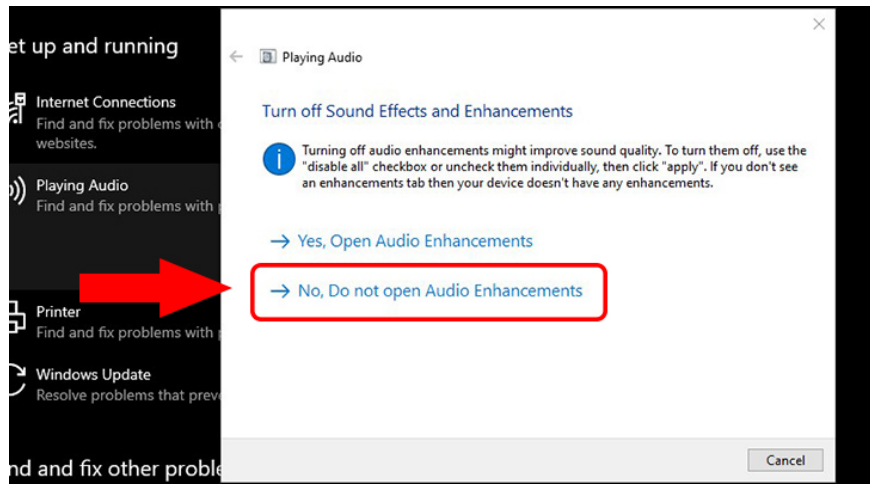 et up and running
Internet Connections
Find and fix problems with
websites.
Playing Audio
Find and fix problems with
Printer
Find and fix problems with
Windows Update
Resolve problems that preve
nd and fix other proble
Playing Audio
Turn off Sound Effects and Enhancements
Turning off audio enhancements might improve sound quality. To turn them off, use the
"disable all" checkbox or uncheck them individually, then click "apply". If you don't see
an enhancements tab then your device doesn't have any enhancements.
Yes, Open Audio Enhancements
No, Do not open Audio Enhancements
Cancel